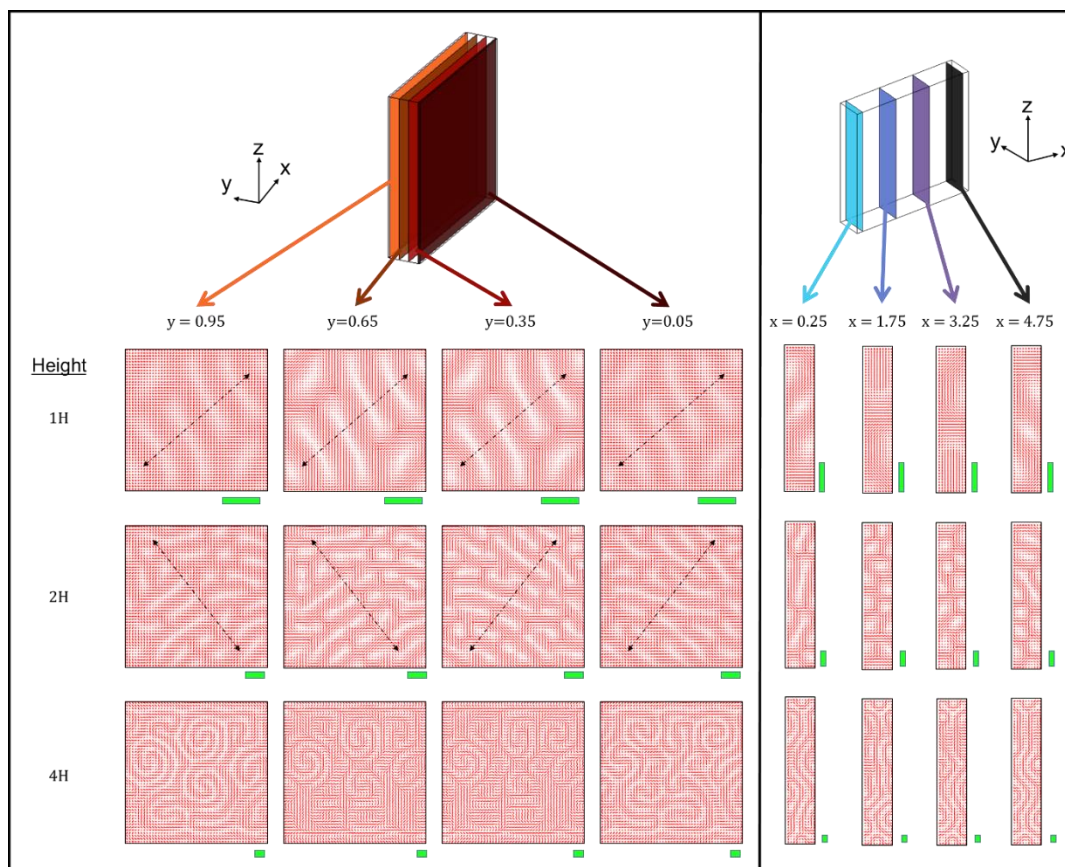 z
x
y
z
y
x
y = 0.95
y=0.65
y=0.35
y=0.05
x = 0.25
x = 1.75
x = 3.25
x = 4.75
Height
1H
2H
4H